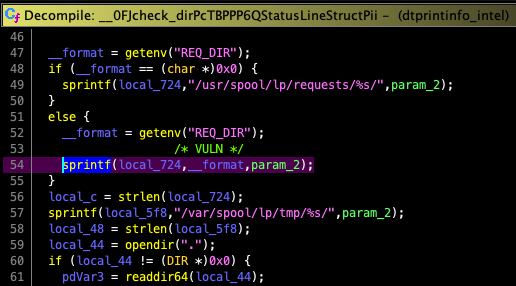 Decompile: __0FJcheck_dirPcTBPPP6QStatusLineStructPii - (dtprintinfo_intel)
46
47 __format = getenv("REQ_DIR");
48 if (__format == (char *)0x0) {
49 sprintf(local_724,"/usr/spool/lp/requests/%s/",param_2);
50 }
51 else {
52 __format = getenv("REQ_DIR");
53 /* VULN */
54 sprintf(local_724,__format,param_2);
55 }
56 local_c = strlen(local_724);
57 sprintf(local_5f8,"/var/spool/lp/tmp/%s/",param_2);
58 local_48 = strlen(local_5f8);
59 local_44 = opendir(".");
60 if (local_44 != (DIR *)0x0) {
61 pdVar3 = readdir64(local_44);